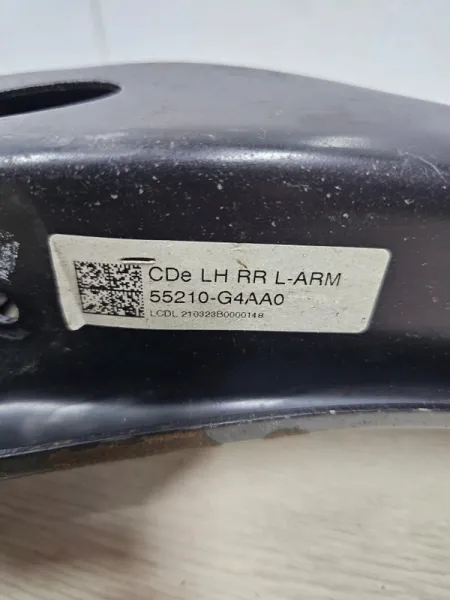 CDe LH RR L-ARM
55210-G4AA0
LCDL 210323B0000148